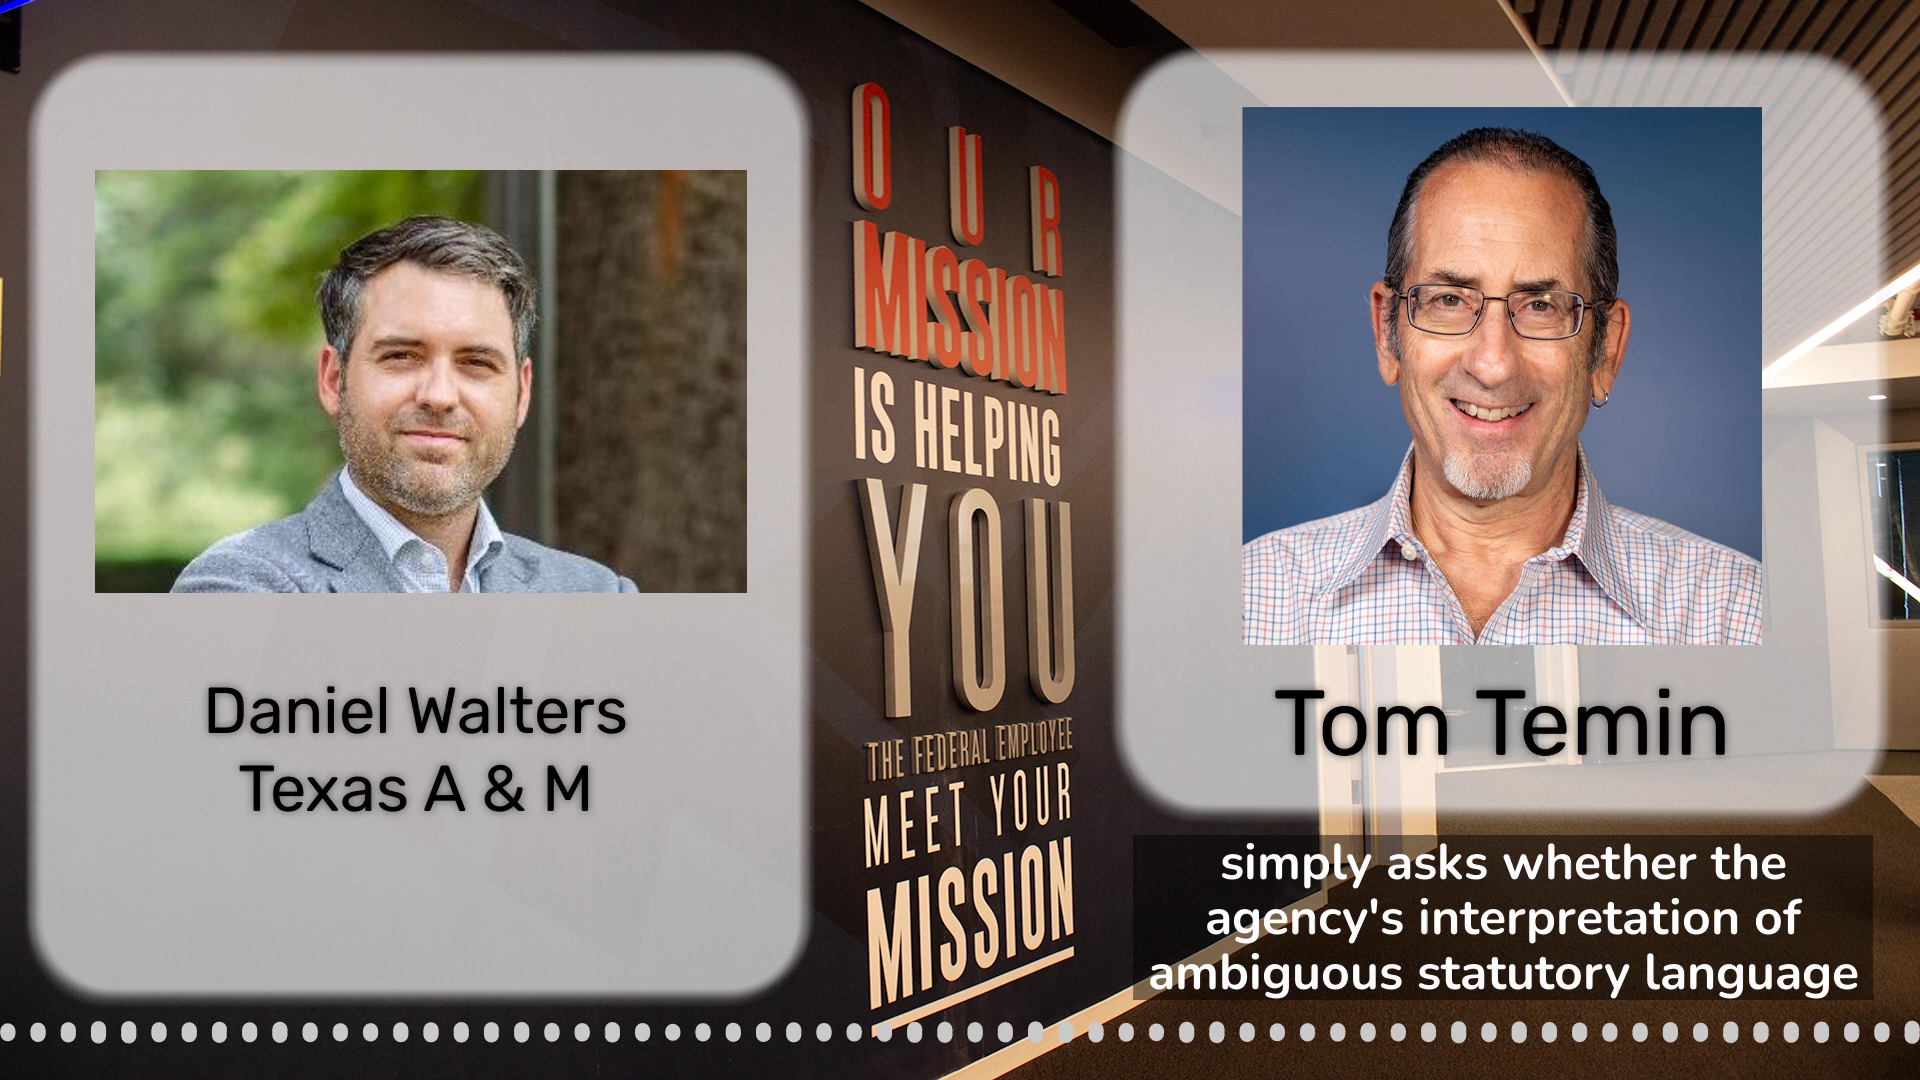 Daniel Walters
Texas A & M
OUR
MISSION
IS HELPING
YOU
THE FEDERAL EMPLOYEE
MEET YOUR
MISSION
Tom Temin
simply asks whether the
agency's interpretation of
ambiguous statutory language